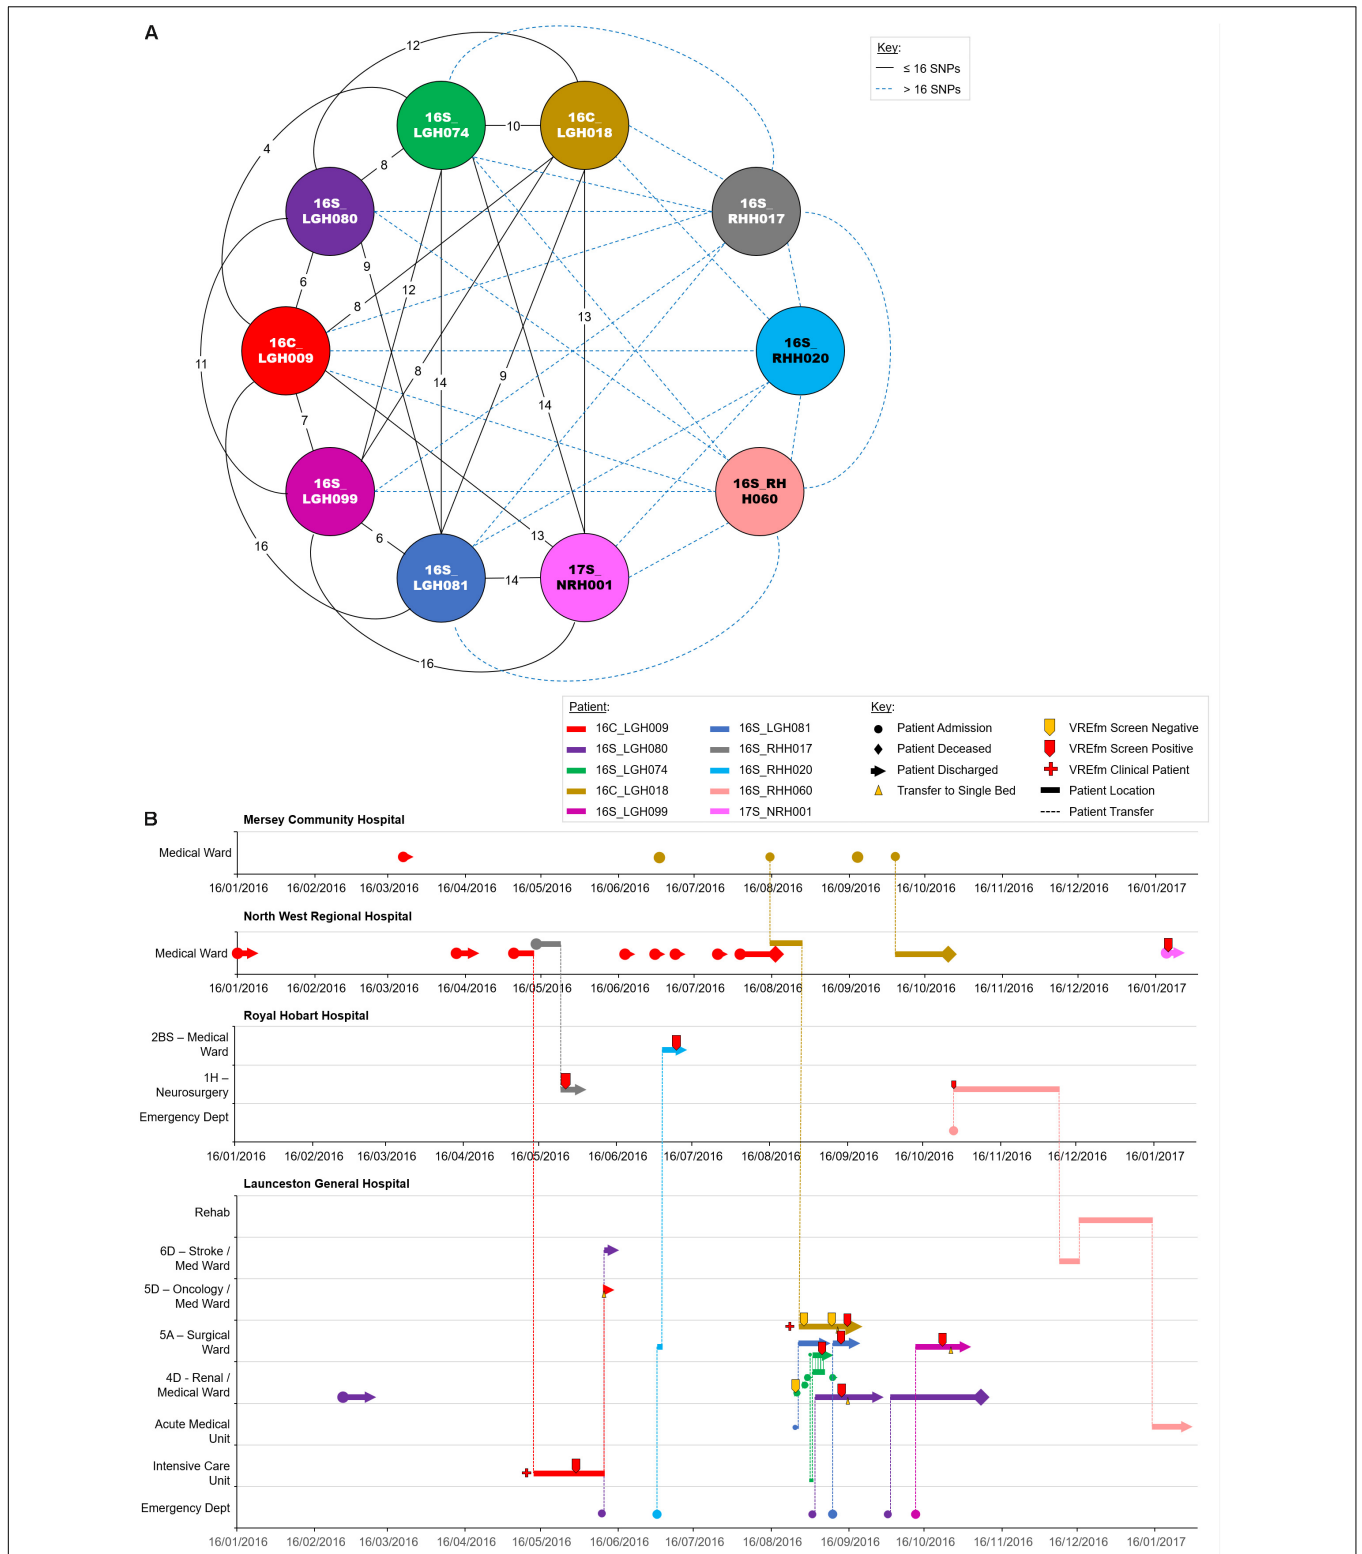 A
Key:
≤ 16 SNPs
> 16 SNPs
12
16S_
LGH074
10
16C_
LGH018
4
8
16S_
LGH080
16S_
RHH017
9
6
12
8
13
16C_
LGH009
16S_
RHH020
11
8
14
9
14
7
16S_
LGH099
16S_RH
H060
6
13
16
16S_
LGH081
14
17S_
NRH001
16
Patient:
16C_LGH009
16S_LGH080
16S_LGH074
16C_LGH018
16S_LGH099
16S_LGH081
16S_RHH017
16S_RHH020
16S_RHH060
17S_NRH001
Key:
Patient Admission
Patient Deceased
Patient Discharged
Transfer to Single Bed
VREfm Screen Negative
VREfm Screen Positive
VREfm Clinical Patient
Patient Location
Patient Transfer
B
Mersey Community Hospital
Medical Ward
16/01/2016 16/02/2016 16/03/2016 16/04/2016 16/05/2016 16/06/2016 16/07/2016 16/08/2016 16/09/2016 16/10/2016 16/11/2016 16/12/2016 16/01/2017
North West Regional Hospital
Medical Ward
16/01/2016 16/02/2016 16/03/2016 16/04/2016 16/05/2016 16/06/2016 16/07/2016 16/08/2016 16/09/2016 16/10/2016 16/11/2016 16/12/2016 16/01/2017
Royal Hobart Hospital
2BS – Medical
Ward
1H –
Neurosurgery
Emergency Dept
16/01/2016 16/02/2016 16/03/2016 16/04/2016 16/05/2016 16/06/2016 16/07/2016 16/08/2016 16/09/2016 16/10/2016 16/11/2016 16/12/2016 16/01/2017
Launceston General Hospital
Rehab
6D – Stroke /
Med Ward
5D – Oncology /
Med Ward
5A – Surgical
Ward
4D - Renal /
Medical Ward
Acute Medical
Unit
Intensive Care
Unit
Emergency Dept
16/01/2016 16/02/2016 16/03/2016 16/04/2016 16/05/2016 16/06/2016 16/07/2016 16/08/2016 16/09/2016 16/10/2016 16/11/2016 16/12/2016 16/01/2017